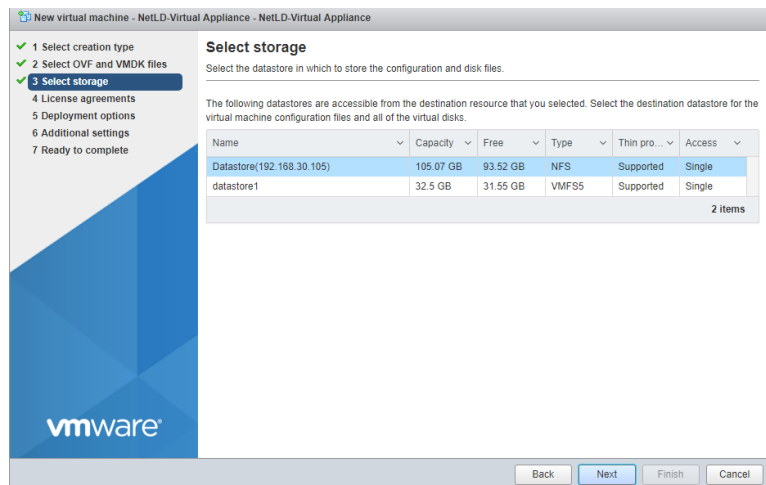 New virtual machine - NetLD-Virtual Appliance - NetLD-Virtual Appliance
1 Select creation type
2 Select OVF and VMDK files
3 Select storage
4 License agreements
5 Deployment options
6 Additional settings
7 Ready to complete
Select storage
Select the datastore in which to store the configuration and disk files.
The following datastores are accessible from the destination resource that you selected. Select the destination datastore for the
virtual machine configuration files and all of the virtual disks.
Name Capacity Free Type Thin pro... Access
Datastore(192.168.30.105) 105.07 GB 93.52 GB NFS Supported Single
datastore1 32.5 GB 31.55 GB VMFS5 Supported Single
2 items
vmware®
Back Next Finish Cancel